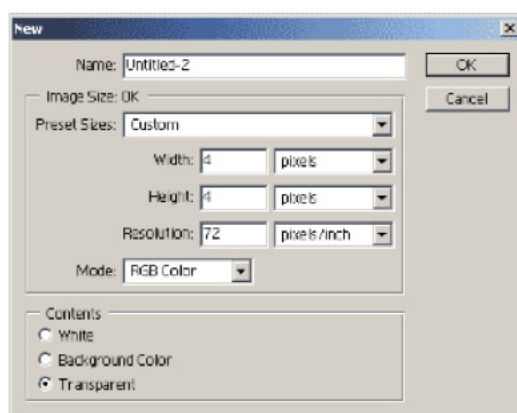 New
Name: Untitled-2
OK
Cancel
Image Size: 0K
Preset Sizes: Custom
Width: 4 pixels
Height: 4 pixels
Resolution: 72 pixels/inch
Mode: RGB Color
Contents
White
Background Color
Transparent